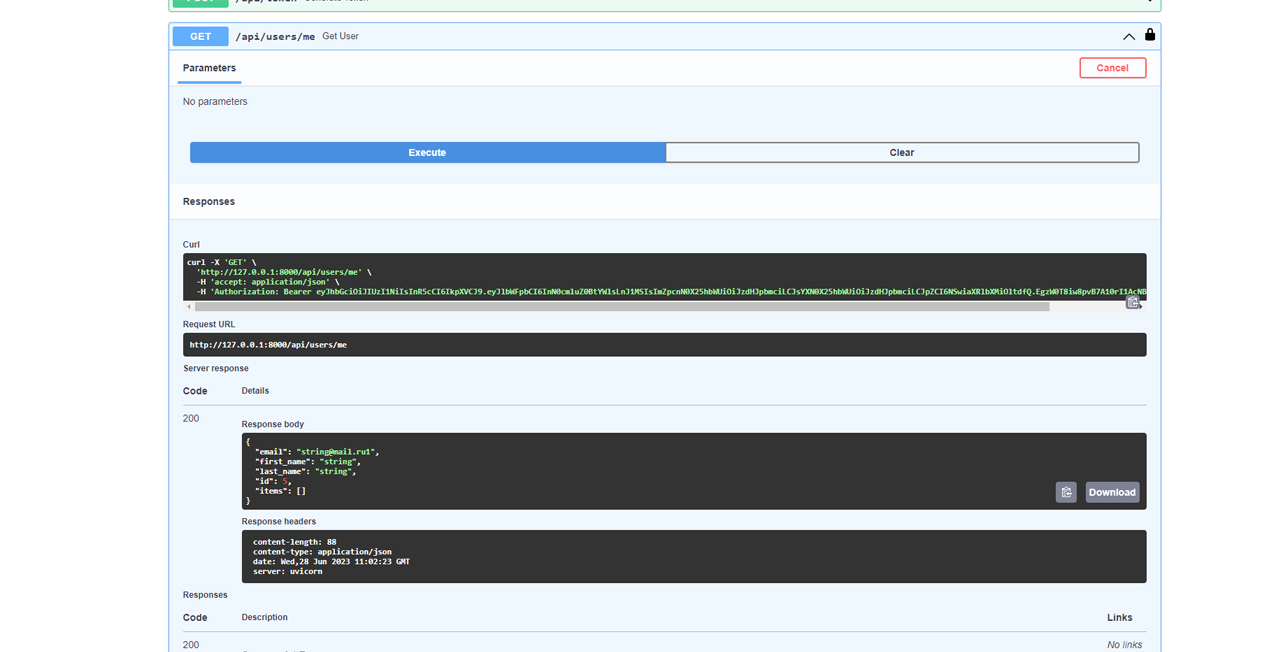 GET /api/users/me Get User
Parameters
Cancel
No parameters
Execute
Clear
Responses
Curl
curl -X 'GET' \
'http://127.0.0.1:8000/api/users/me' \
-H 'accept: application/json' \
-H 'Authorization: Bearer
Request URL
http://127.0.0.1:8000/api/users/me
Server response
Code Details
200
Response body
{
"email": "string@mail.ru1",
"first_name": "string",
"last_name": "string",
"id": 5,
"items": []
}
Download
Response headers
content-length: 88
content-type: application/json
date: Wed,28 Jun 2023 11:02:23 GMT
server: uvicorn
Responses
Code Description Links
200 No links